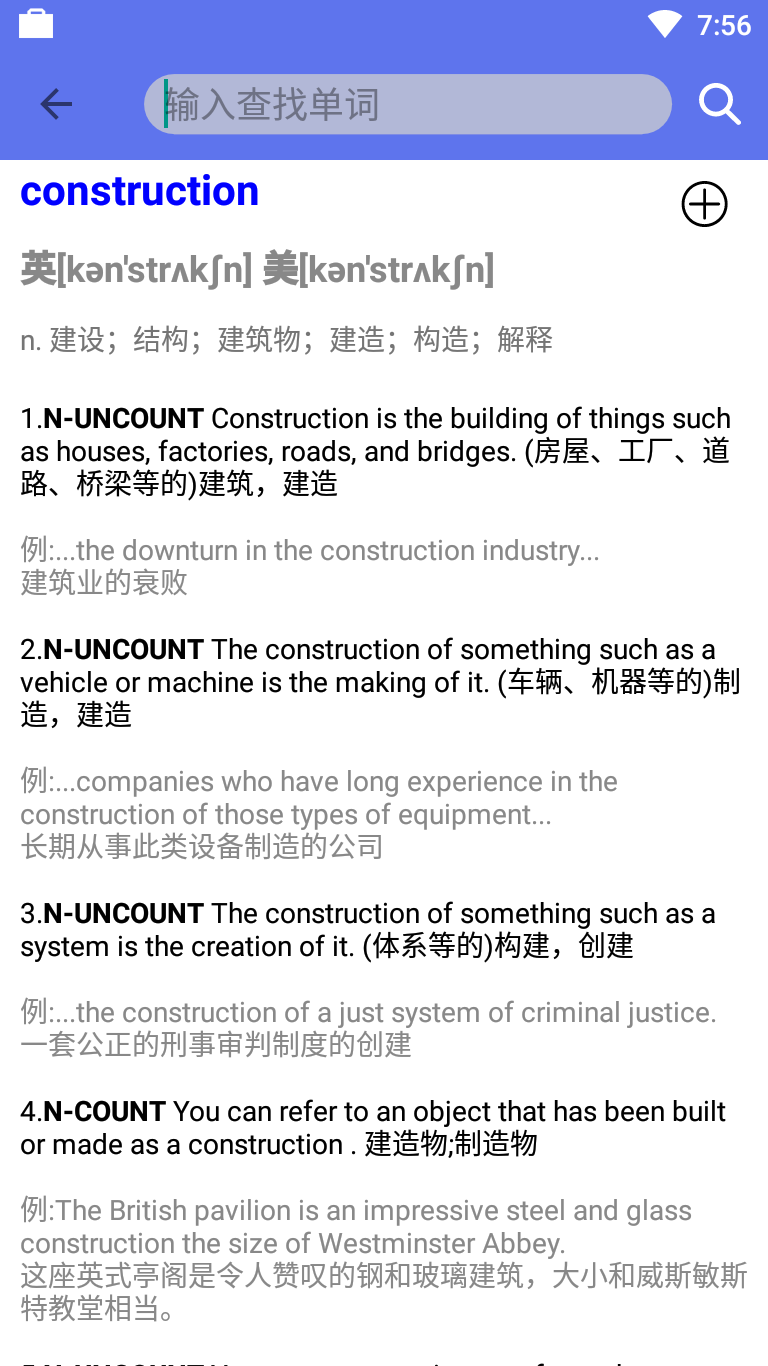 7:56
输入查找单词
construction
英[kən'strʌkʃn] 美[kən'strʌkʃn]
n. 建设；结构；建筑物；建造；构造；解释
1.N-UNCOUNT Construction is the building of things such
as houses, factories, roads, and bridges. (房屋、工厂、道
路、桥梁等的)建筑，建造
例:...the downturn in the construction industry...
建筑业的衰败
2.N-UNCOUNT The construction of something such as a
vehicle or machine is the making of it. (车辆、机器等的)制
造，建造
例:...companies who have long experience in the
construction of those types of equipment...
长期从事此类设备制造的公司
3.N-UNCOUNT The construction of something such as a
system is the creation of it. (体系等的)构建，创建
例:...the construction of a just system of criminal justice.
一套公正的刑事审判制度的创建
4.N-COUNT You can refer to an object that has been built
or made as a construction . 建造物;制造物
例:The British pavilion is an impressive steel and glass
construction the size of Westminster Abbey.
这座英式亭阁是令人赞叹的钢和玻璃建筑，大小和威斯敏斯
特教堂相当。